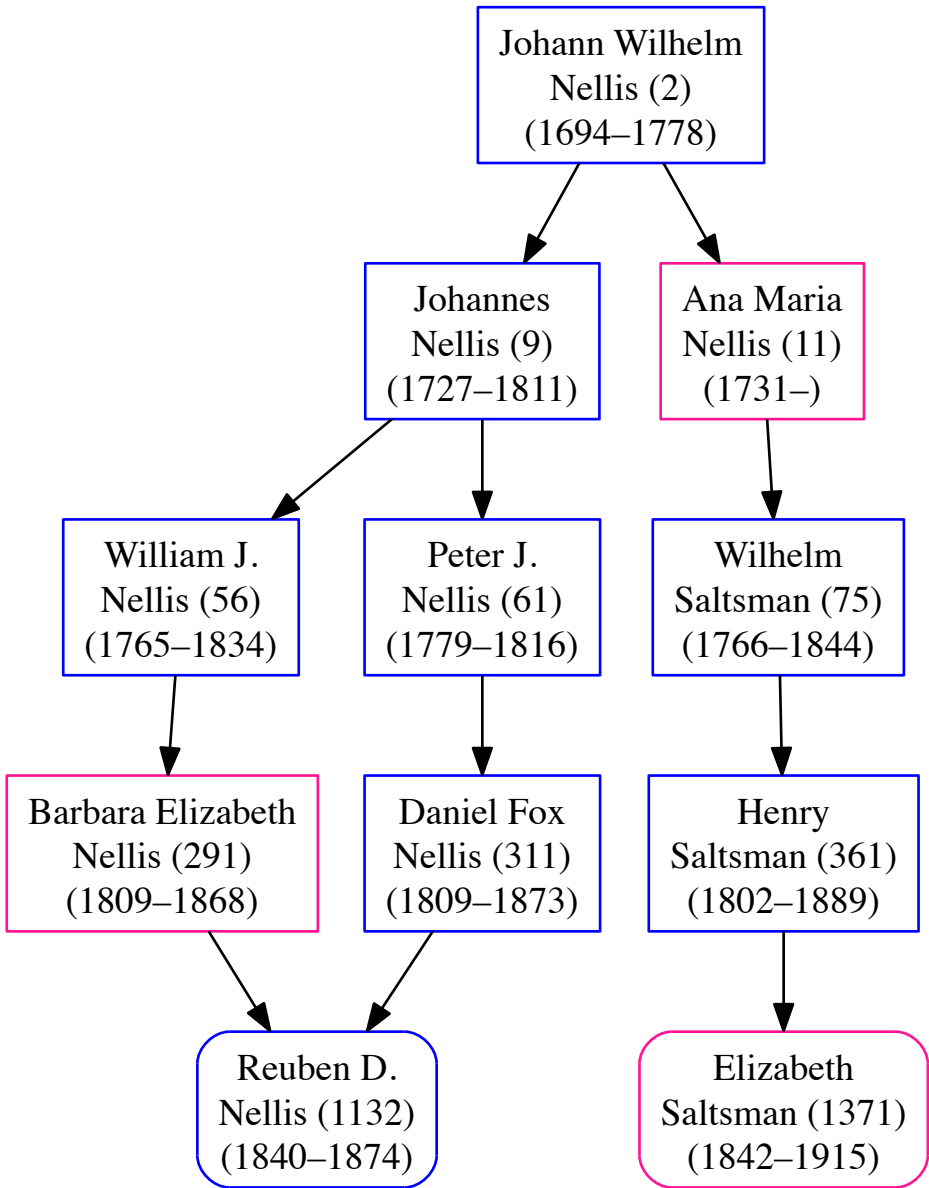 Johann Wilhelm
Nellis (2)
(1694–1778)
Johannes
Nellis (9)
(1727–1811)
Ana Maria
Nellis (11)
(1731–)
William J.
Nellis (56)
(1765–1834)
Peter J.
Nellis (61)
(1779–1816)
Wilhelm
Saltsman (75)
(1766–1844)
Barbara Elizabeth
Nellis (291)
(1809–1868)
Daniel Fox
Nellis (311)
(1809–1873)
Henry
Saltsman (361)
(1802–1889)
Reuben D.
Nellis (1132)
(1840–1874)
Elizabeth
Saltsman (1371)
(1842–1915)